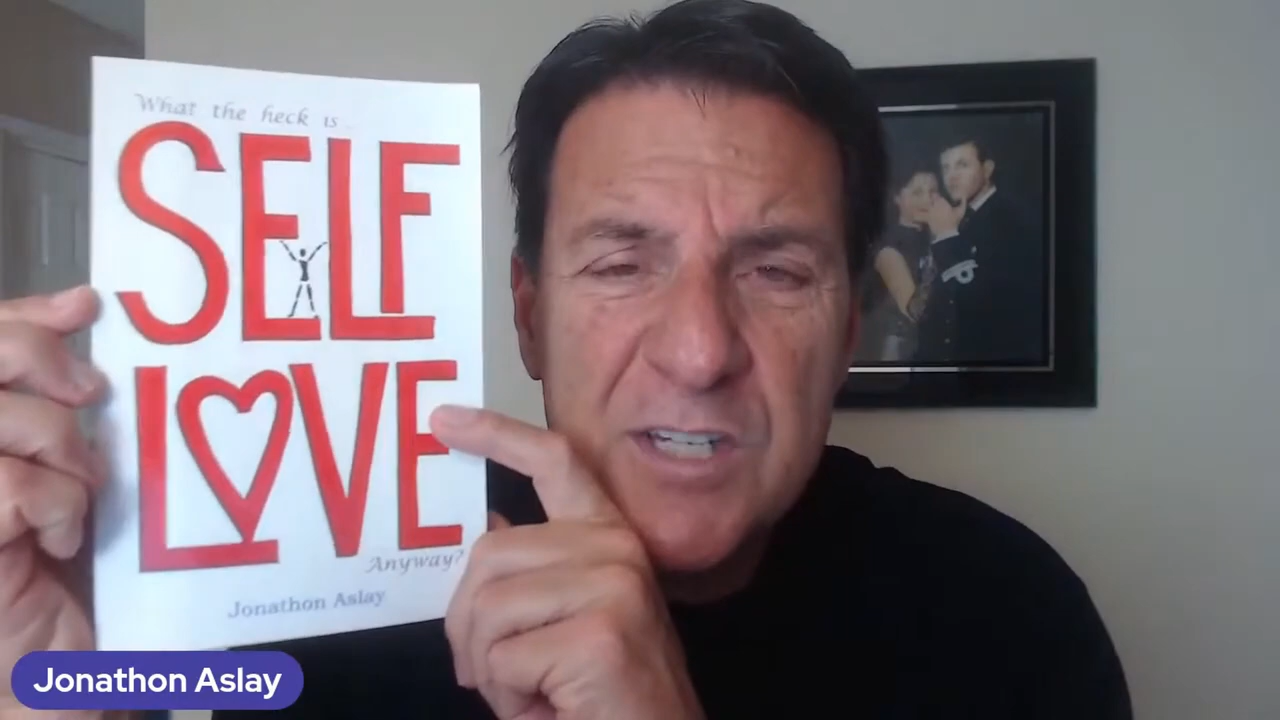 What the heck is...
SELF
LOVE
Anyway?
Jonathon Aslay
Jonathon Aslay